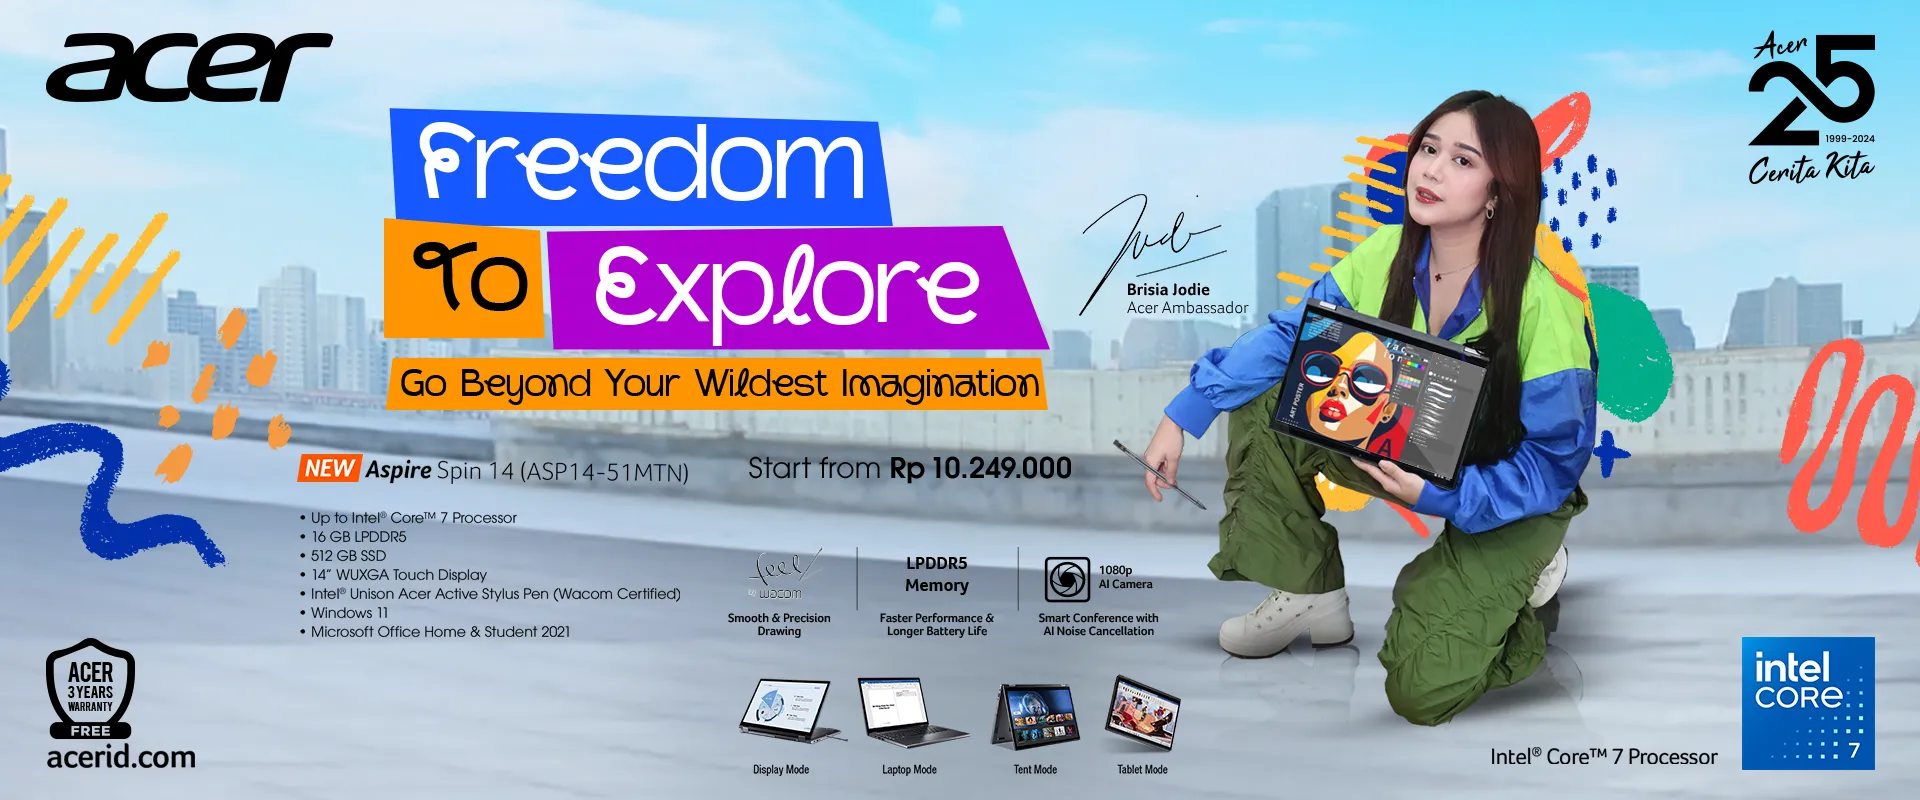 acer
Acer
25
1999-2024
Cerita Kita
Freedom
To Explore
Go Beyond Your Wildest Imagination
Jodie
Brisia Jodie
Acer Ambassador
ART POSTER
NEW Aspire Spin 14 (ASP14-51MTN)
Start from Rp 10.249.000
• Up to Intel® Core™ 7 Processor
• 16 GB LPDDR5
• 512 GB SSD
• 14” WUXGA Touch Display
• Intel® Unison Acer Active Stylus Pen (Wacom Certified)
• Windows 11
• Microsoft Office Home & Student 2021
feel
by wacom
Smooth & Precision
Drawing
LPDDR5
Memory
Faster Performance &
Longer Battery Life
1080p
AI Camera
Smart Conference with
AI Noise Cancellation
Display Mode
Laptop Mode
Tent Mode
Tablet Mode
ACER
3 YEARS
WARRANTY
FREE
acerid.com
Intel® Core™ 7 Processor
intel
CORE
7